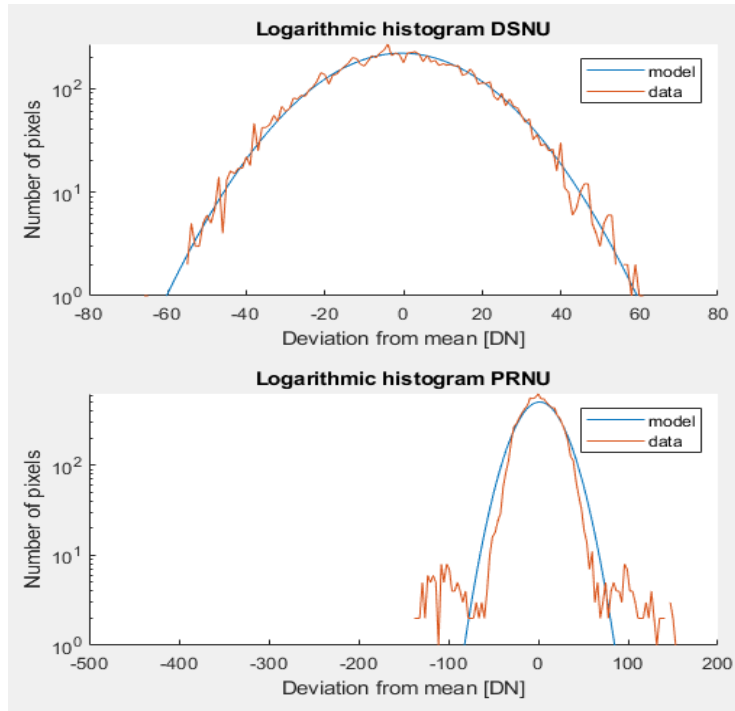 Logarithmic histogram DSNU
Number of pixels
10^2
10^1
10^0
model
data
-80 -60 -40 -20 0 20 40 60 80
Deviation from mean [DN]
Logarithmic histogram PRNU
Number of pixels
10^2
10^1
10^0
model
data
-500 -400 -300 -200 -100 0 100 200
Deviation from mean [DN]